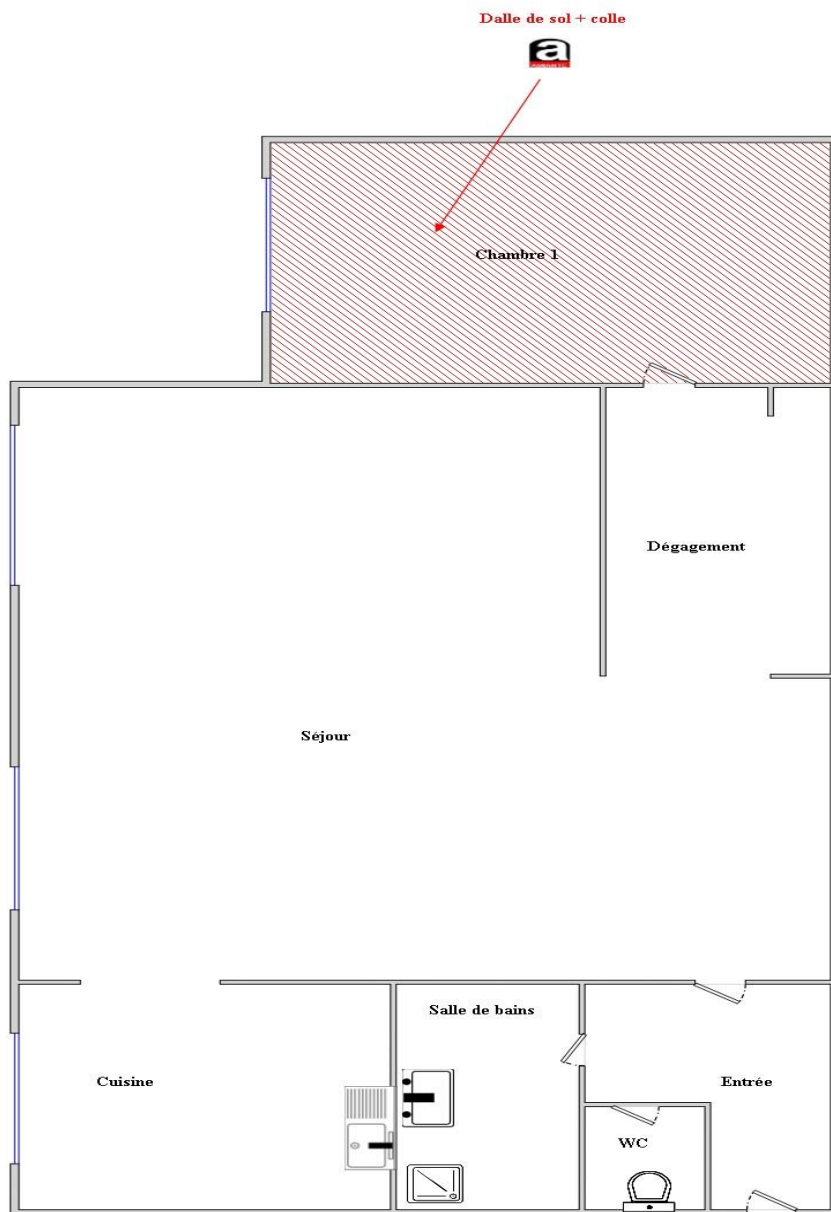 Dalle de sol + colle
a
Chambre 1
Dégagement
Séjour
Salle de bains
Cuisine
Entrée
WC